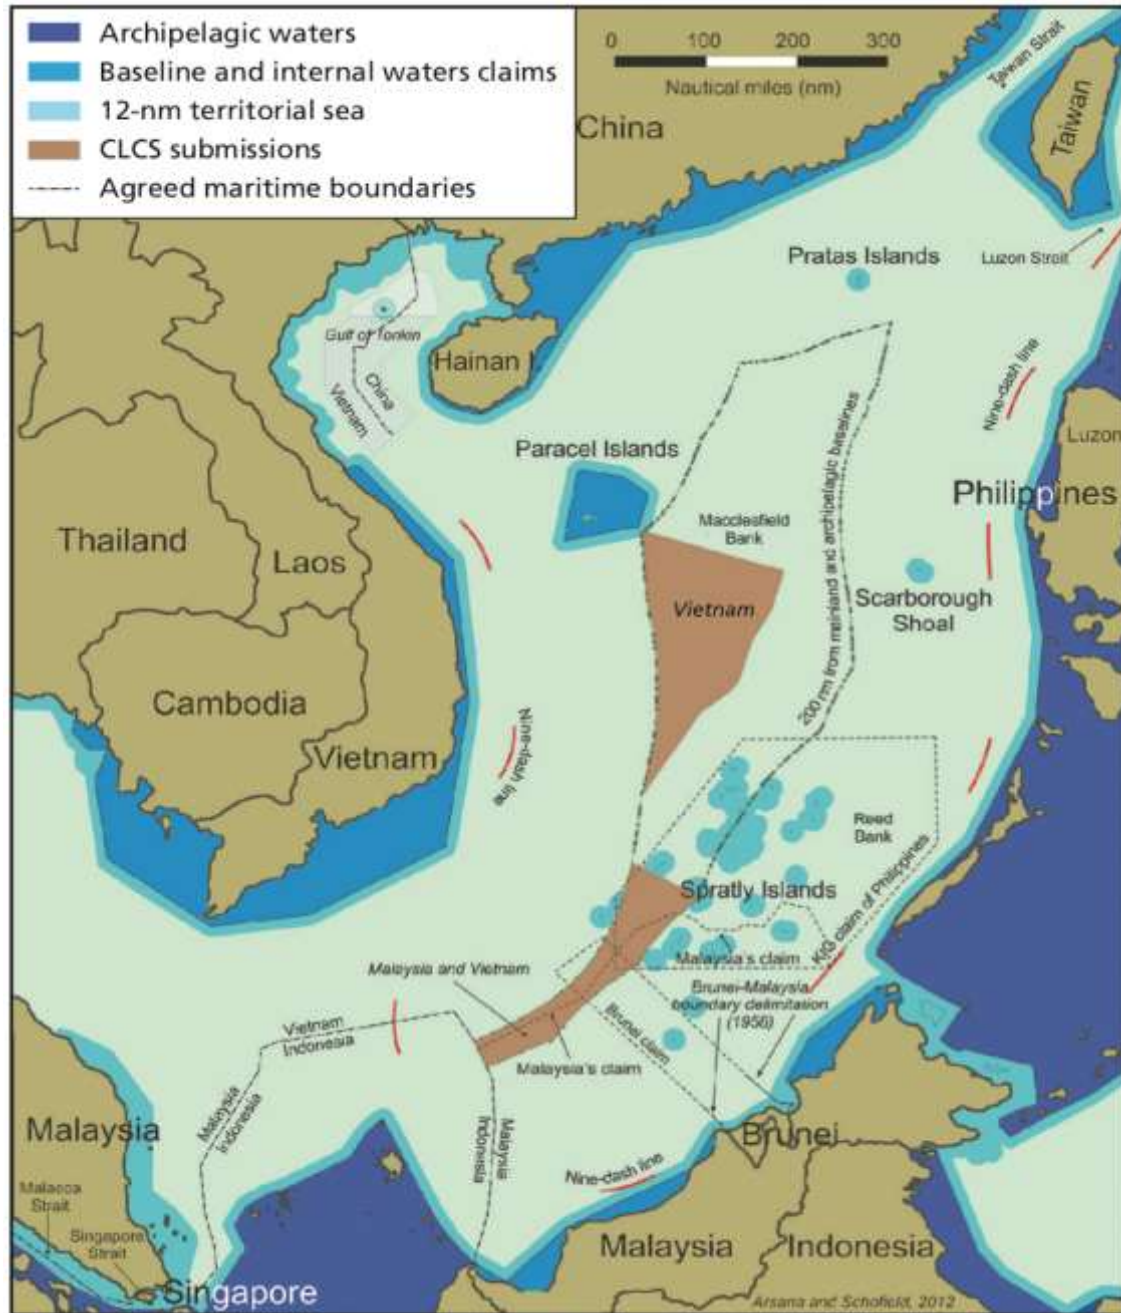 Archipelagic waters
Baseline and internal waters claims
12-nm territorial sea
CLCS submissions
Agreed maritime boundaries
0 100 200 300
Nautical miles (nm)
China
Taiwan Strait
Taiwan
Pratas Islands
Luzon Strait
Gulf of Tonkin
Hainan I.
China
Vietnam
Nine-dash line
Luzon
Paracel Islands
Philippines
Macclesfield
Bank
200 nm from mainland and archipelagic baselines
Thailand
Laos
Vietnam
Scarborough
Shoal
Cambodia
Vietnam
Nine-dash line
Reed
Bank
Spratly Islands
KIG claim of Philippines
Malaysia's claim
Malaysia and Vietnam
Brunei-Malaysia
boundary delimitation
(1958)
Brunei claim
Vietnam
Indonesia
Malaysia's claim
Malaysia
Indonesia
Malaysia
Indonesia
Malaysia
Brunei
Nine-dash line
Malacca
Strait
Singapore
Strait
Malaysia
Indonesia
Singapore
Arsana and Schofield, 2012